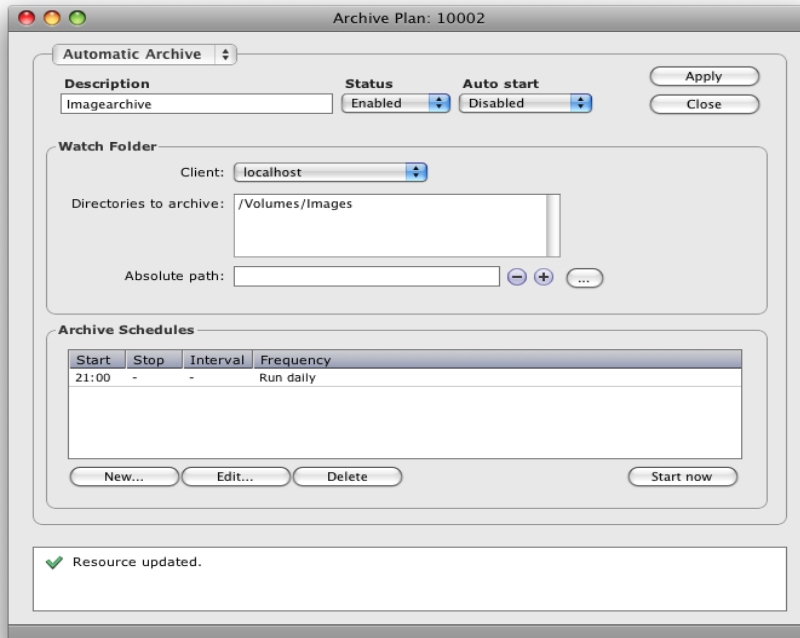 Archive Plan: 10002
Automatic Archive
Description
Status
Auto start
Apply
Imagearchive
Enabled
Disabled
Close
Watch Folder
Client:
localhost
Directories to archive:
/Volumes/Images
Absolute path:
...
Archive Schedules
Start Stop Interval Frequency
21:00 - - Run daily
New...
Edit...
Delete
Start now
Resource updated.